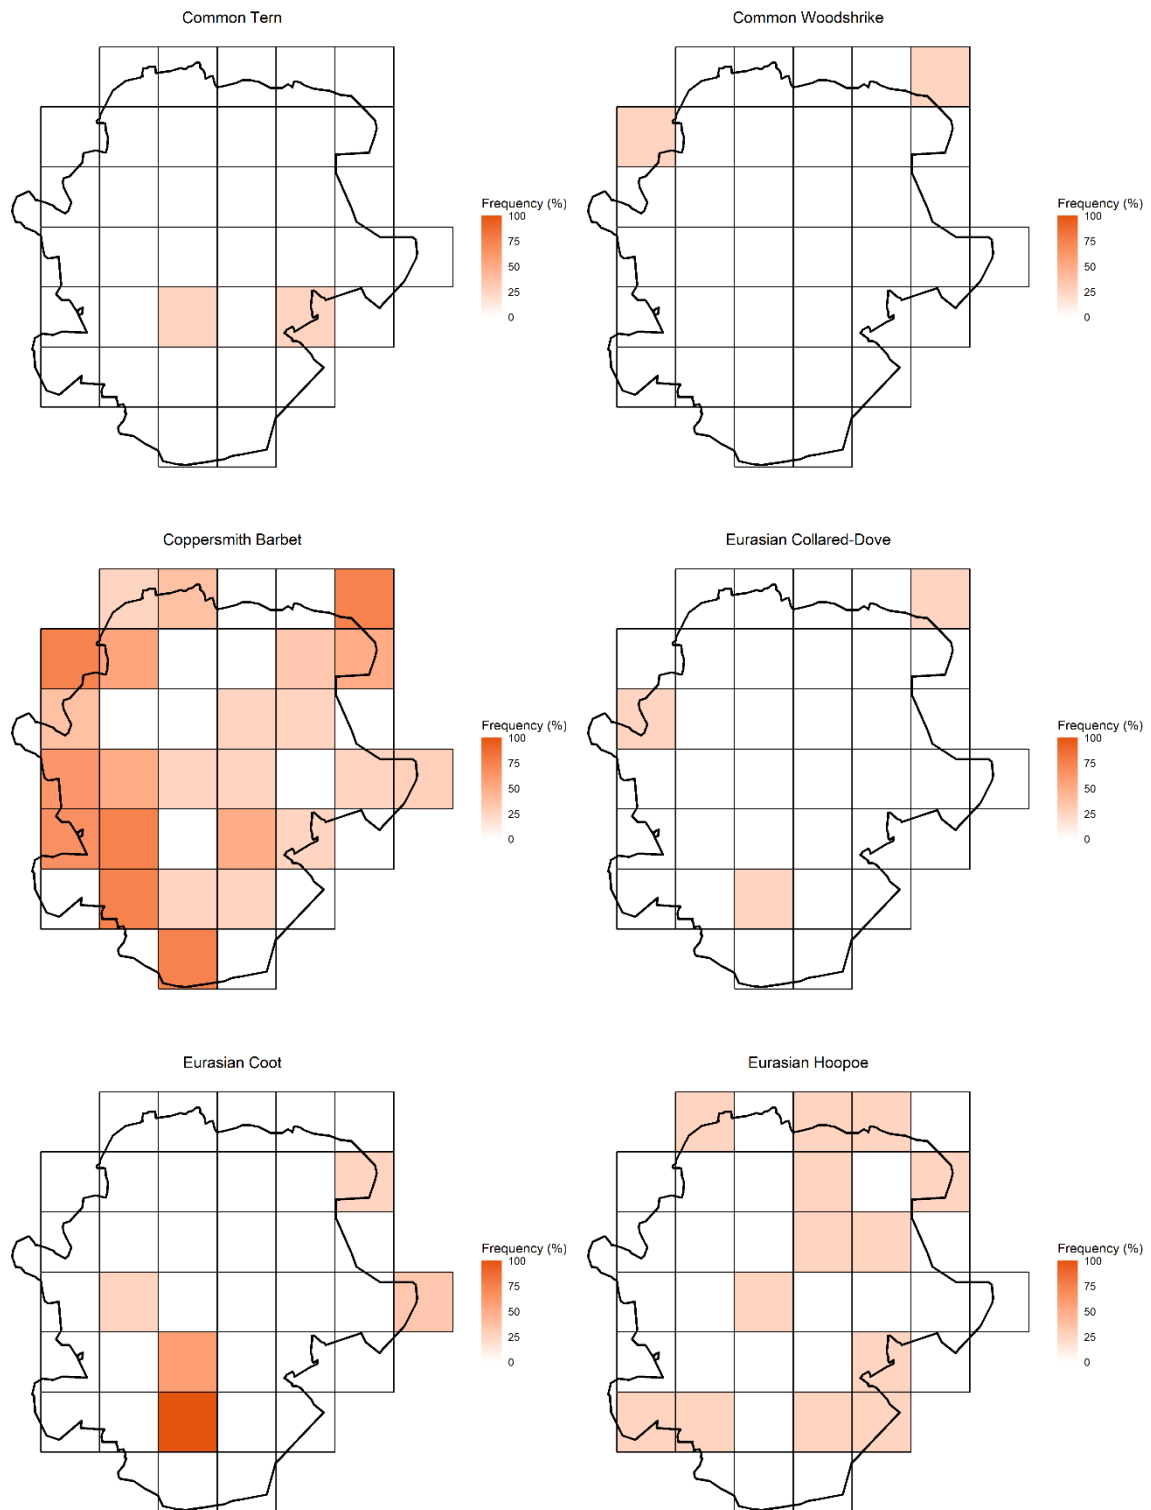 Common Tern
Common Woodshrike
Frequency (%)
100
75
50
25
0
Frequency (%)
100
75
50
25
0
Coppersmith Barbet
Eurasian Collared-Dove
Frequency (%)
100
75
50
25
0
Frequency (%)
100
75
50
25
0
Eurasian Coot
Eurasian Hoopoe
Frequency (%)
100
75
50
25
0
Frequency (%)
100
75
50
25
0